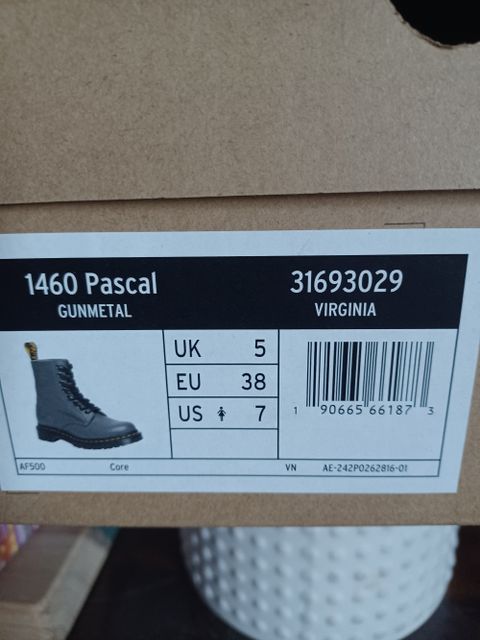 1460 Pascal 31693029
GUNMETAL VIRGINIA
UK 5
EU 38
US 7
1 90665 66187 3
AF500 Core VN AE-242P0262816-01